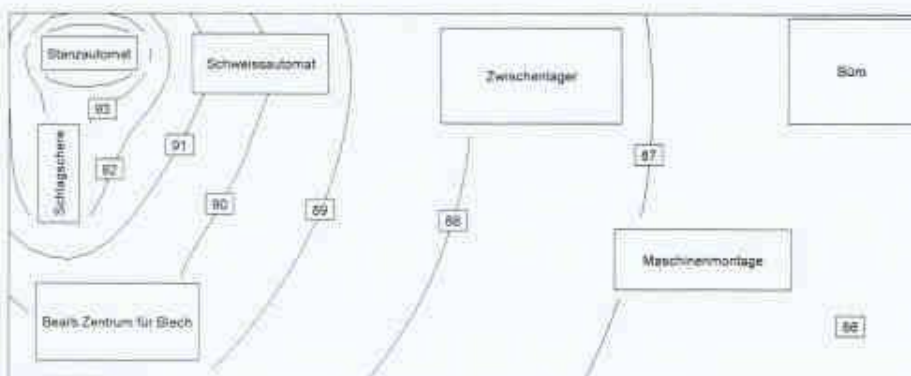 Stanzautomat
Schweissautomat
Zwischenlager
Büro
93
Schlagschere
91
92
87
90
89
88
Maschinenmontage
Bearb. Zentrum für Blech
86